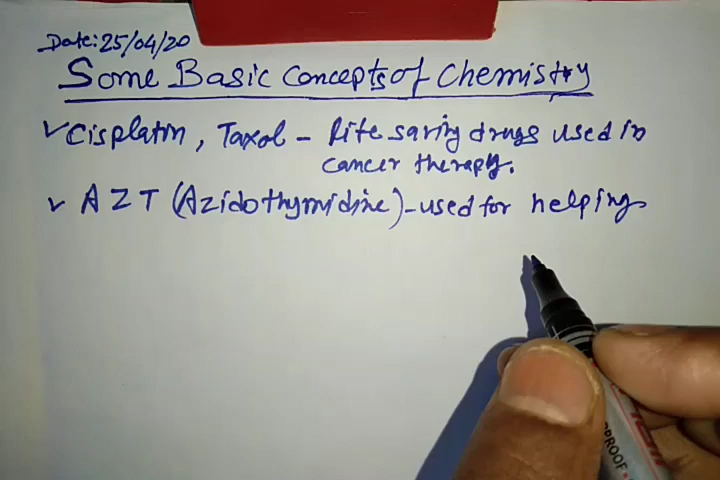 Date: 25/04/20
Some Basic Concepts of Chemistry
✓ Cisplatin, Taxol - life saving drugs used in
cancer therapy.
✓ AZT (Azidothymidine) - used for helping
PROOF